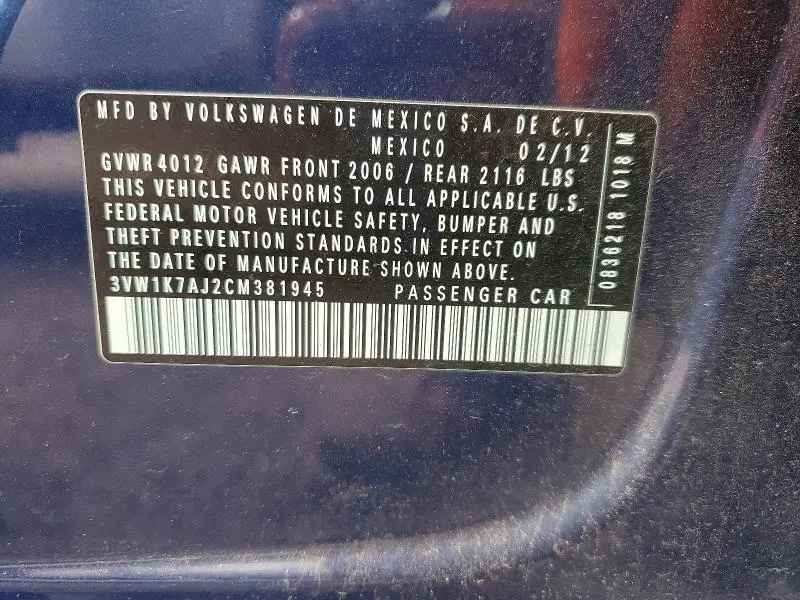 MFD BY VOLKSWAGEN DE MEXICO S.A. DE C.V.
MEXICO 02/12
GVWR 4012 GAWR FRONT 2006 / REAR 2116 LBS
THIS VEHICLE CONFORMS TO ALL APPLICABLE U.S.
FEDERAL MOTOR VEHICLE SAFETY, BUMPER AND
THEFT PREVENTION STANDARDS IN EFFECT ON
THE DATE OF MANUFACTURE SHOWN ABOVE.
3VW1K7AJ2CM381945 PASSENGER CAR
0836218 1018 M